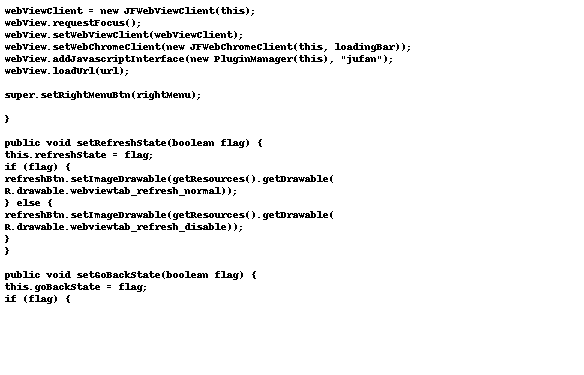 webViewClient = new JFWebViewClient(this);
webView.requestFocus();
webView.setWebViewClient(webViewClient);
webView.setWebChromeClient(new JFWebChromeClient(this, loadingBar));
webView.addJavascriptInterface(new PluginManager(this), "jufan");
webView.loadUrl(url);

super.setRightMenuBtn(rightMenu);

}

public void setRefreshState(boolean flag) {
this.refreshState = flag;
if (flag) {
refreshBtn.setImageDrawable(getResources().getDrawable(
R.drawable.webviewtab_refresh_normal));
} else {
refreshBtn.setImageDrawable(getResources().getDrawable(
R.drawable.webviewtab_refresh_disable));
}
}

public void setGoBackState(boolean flag) {
this.goBackState = flag;
if (flag) {